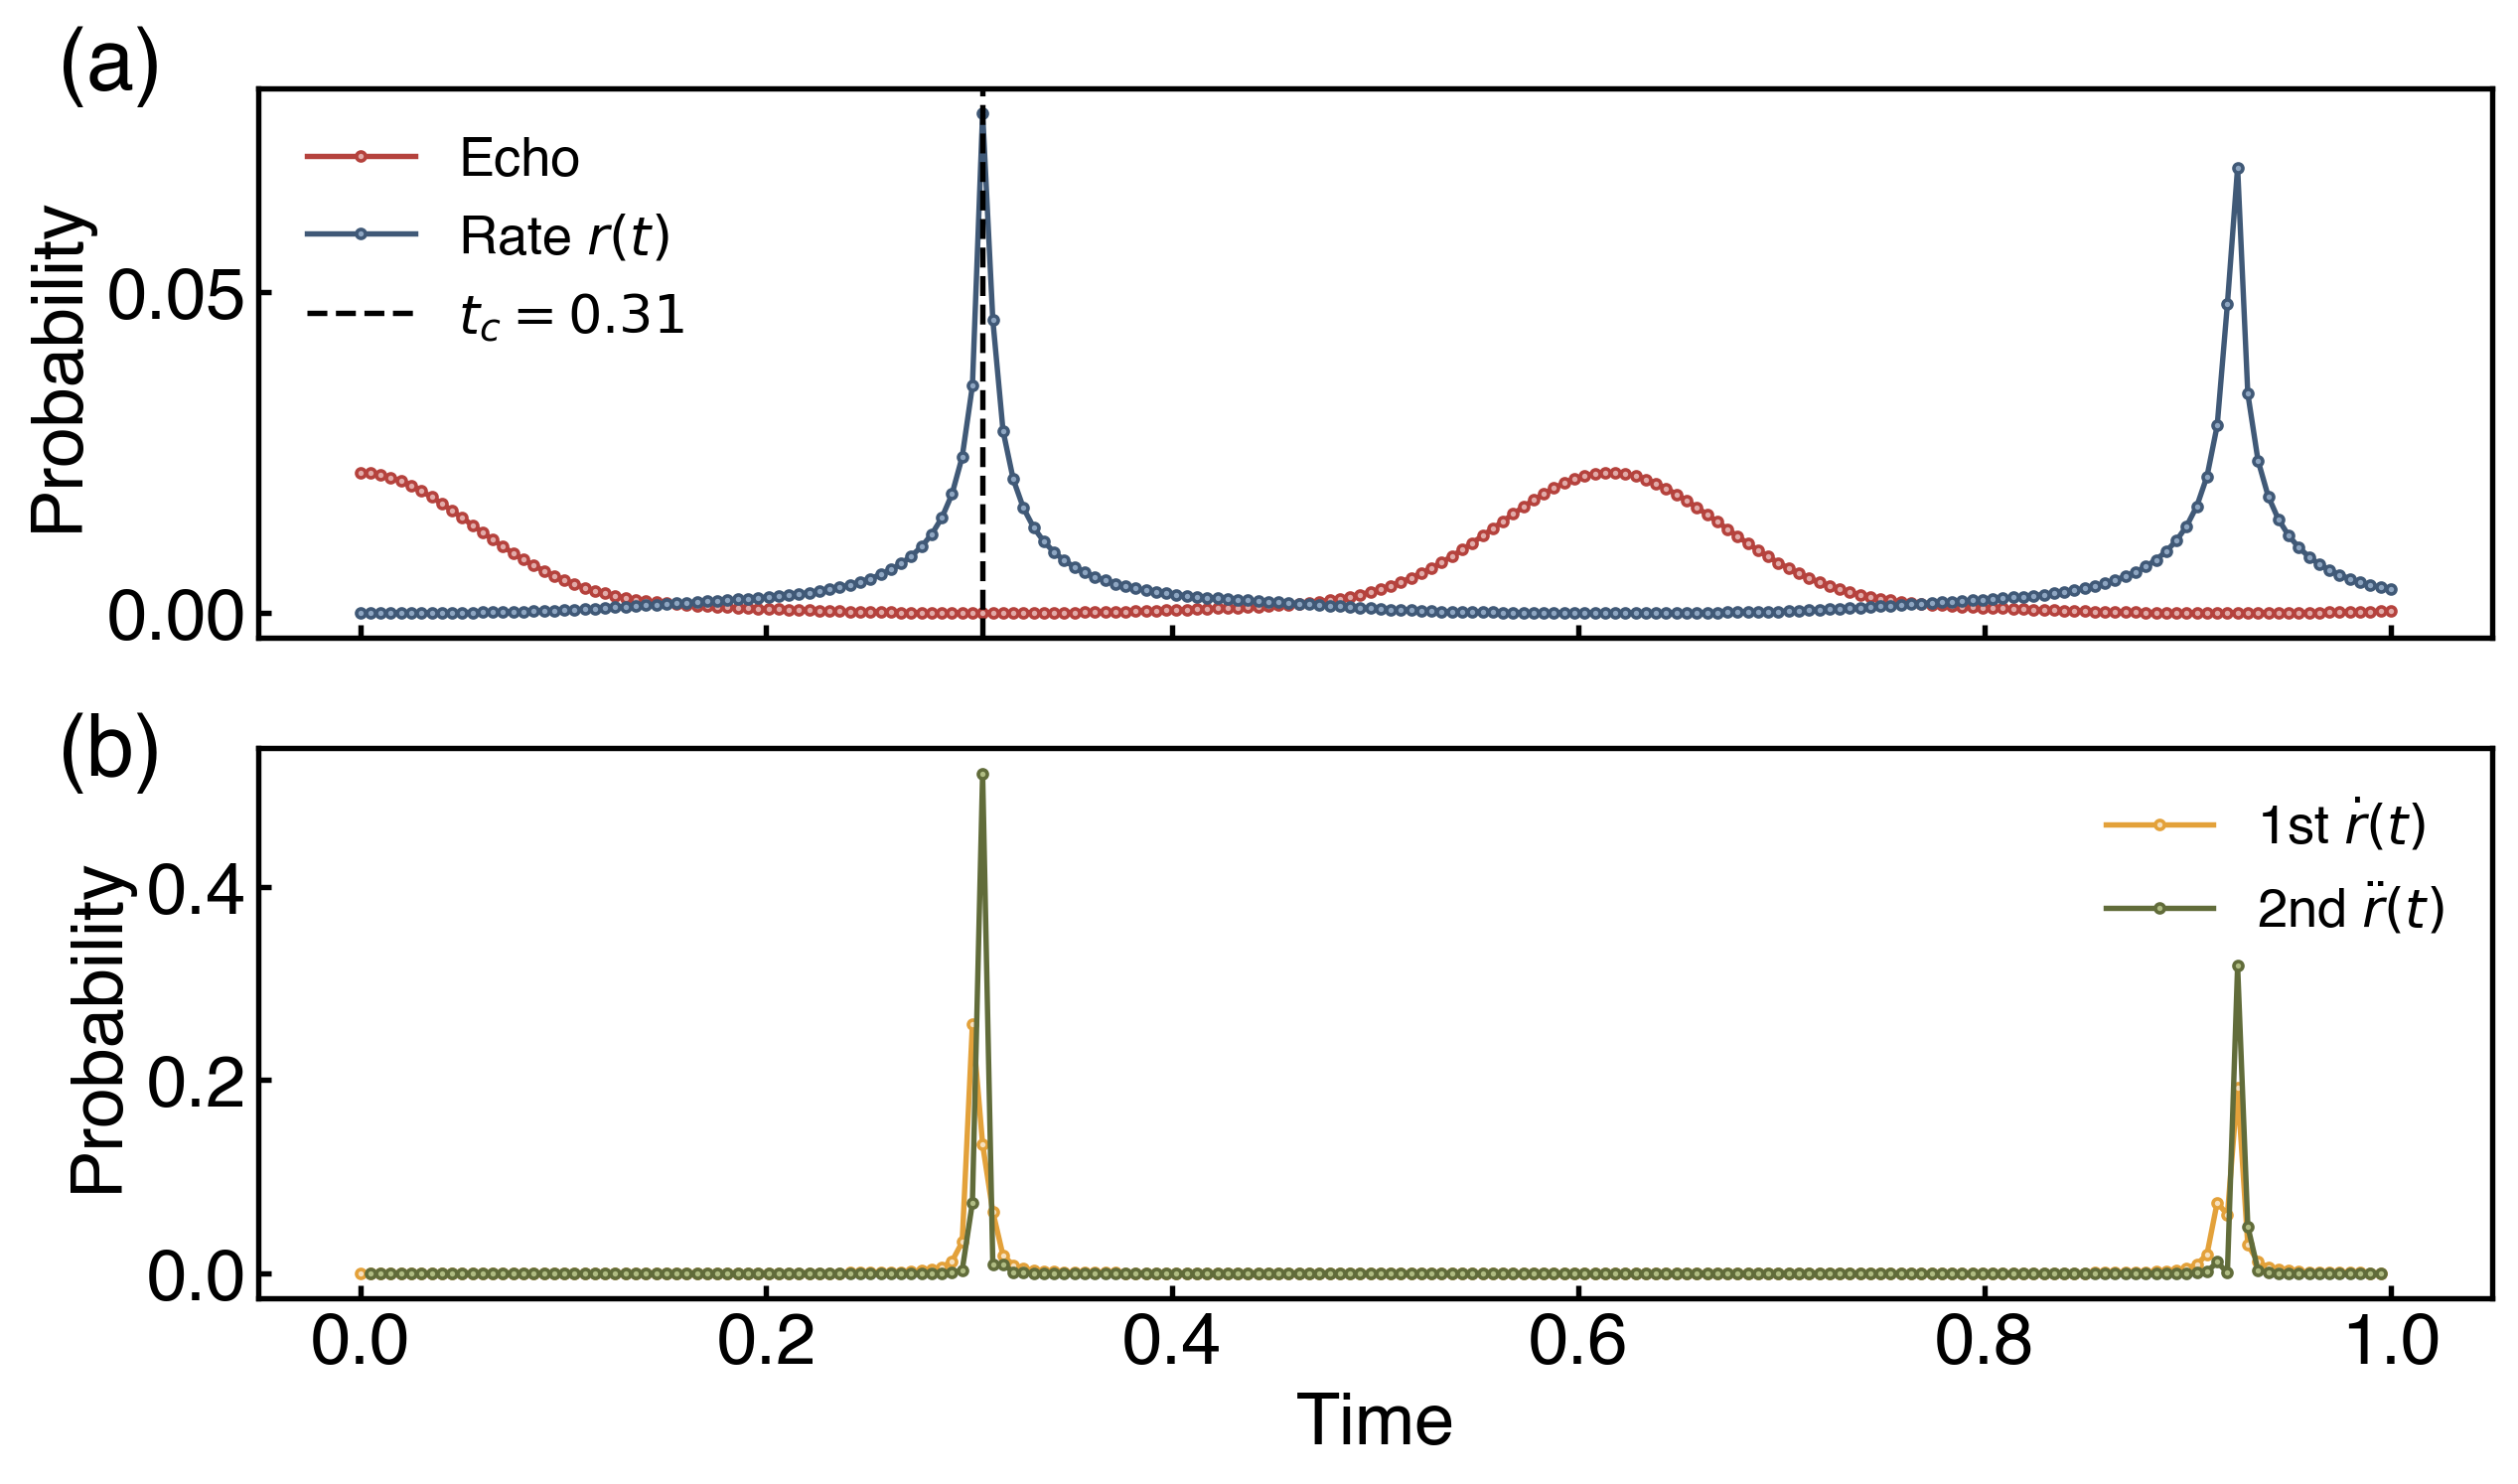 (a)
Probability
0.05
0.00
Echo
Rate r(t)
t_c = 0.31
(b)
Probability
0.4
0.2
0.0
1st ṙ(t)
2nd r̈(t)
0.0 0.2 0.4 0.6 0.8 1.0
Time